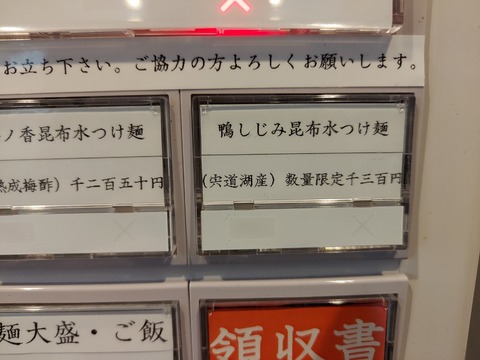 お立ち下さい。ご協力の方よろしくお願いします。
ノ香昆布水つけ麺
熟成梅酢）千二百五十円
鴨しじみ昆布水つけ麺
（宍道湖産）数量限定千三百円
麺大盛・ご飯
領収書